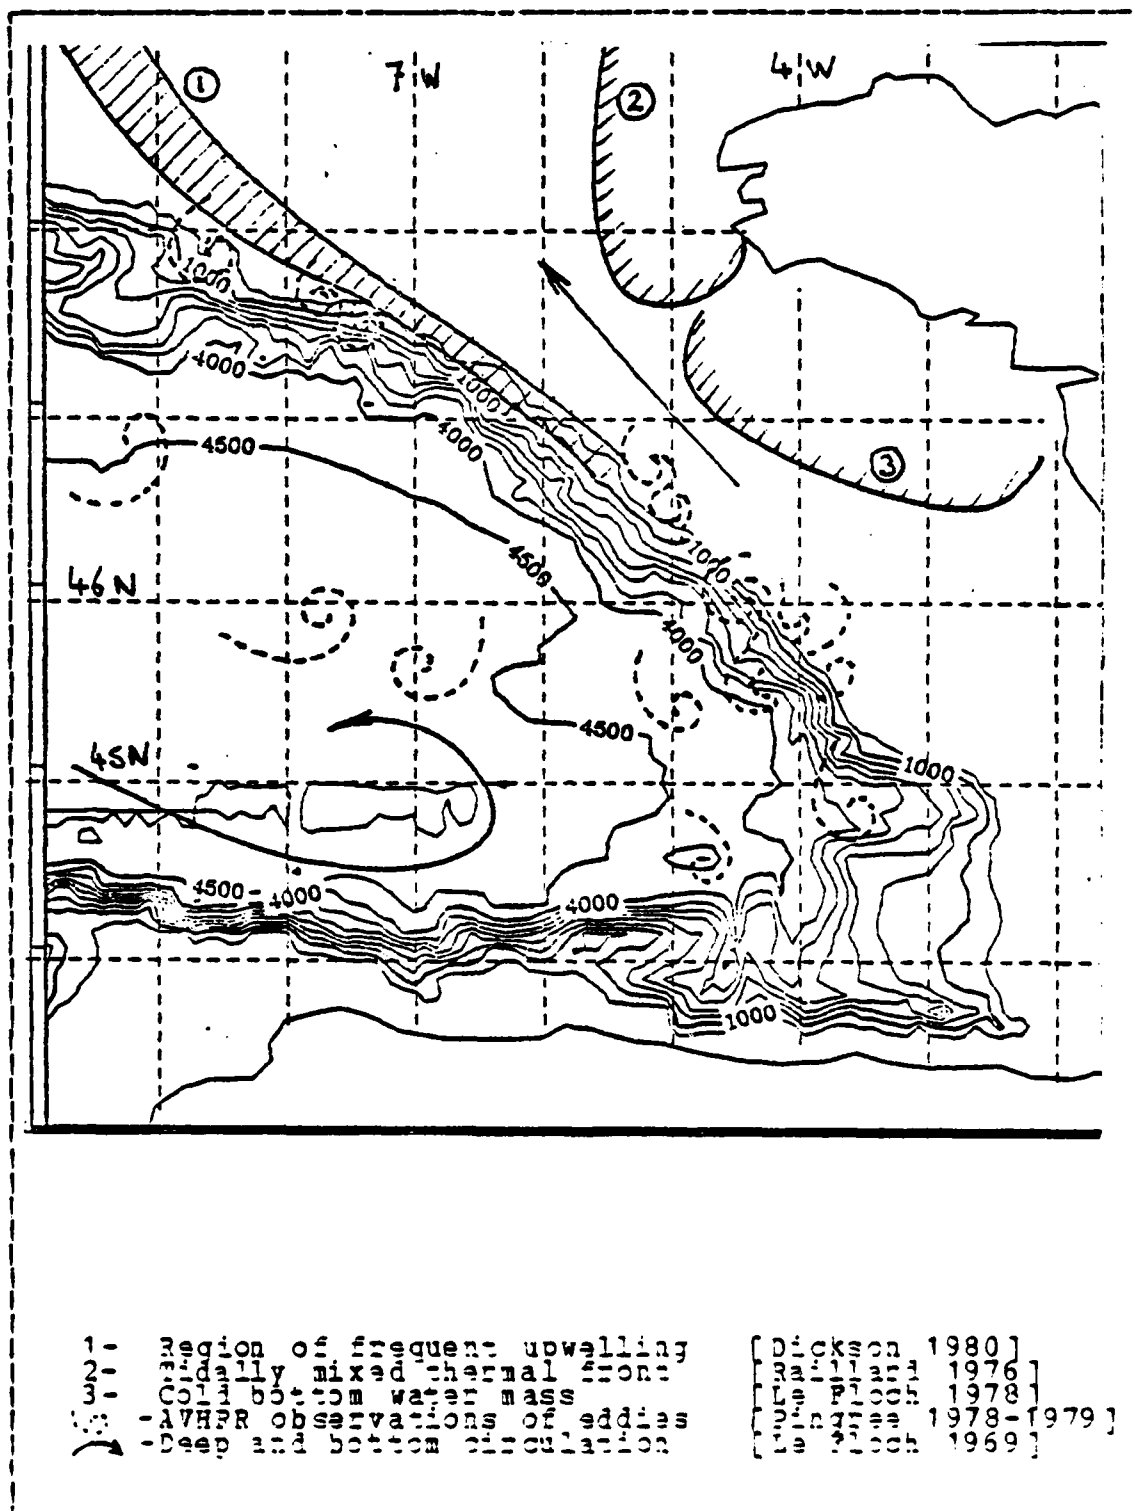 1
7 W
2
4 W
1000
4000
1000
4500
4000
3
4500
1000
46 N
4000
4500
45N
1000
4500
4000
4000
1000
1- Region of frequent upwelling [Dickson 1980]
2- Tidally mixed thermal front [Raillard 1976]
3- Cold bottom water mass [Le Floch 1978]
-AVHRR observations of eddies [Pingree 1978-1979]
-Deep and bottom circulation [Le Floch 1969]